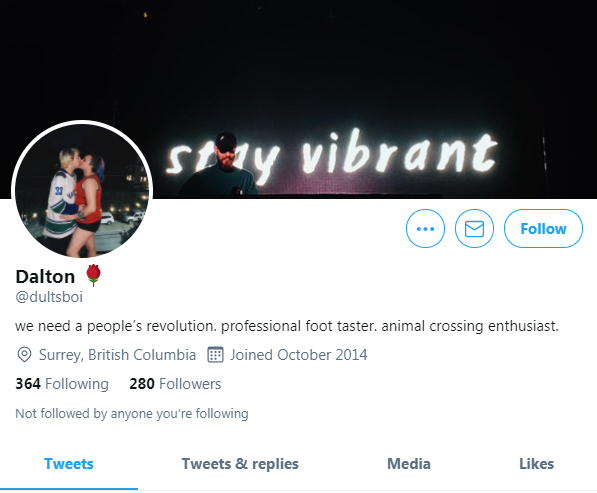 stay vibrant
33
Follow
Dalton
@dultsboi
we need a people’s revolution. professional foot taster. animal crossing enthusiast.
Surrey, British Columbia Joined October 2014
364 Following 280 Followers
Not followed by anyone you’re following
Tweets Tweets & replies Media Likes